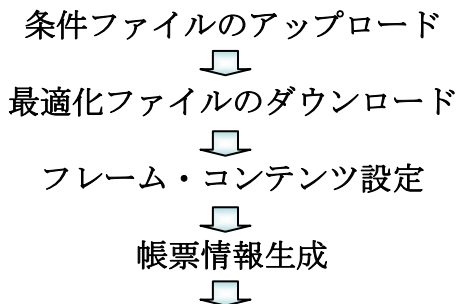 条件ファイルのアップロード
最適化ファイルのダウンロード
フレーム・コンテンツ設定
帳票情報生成